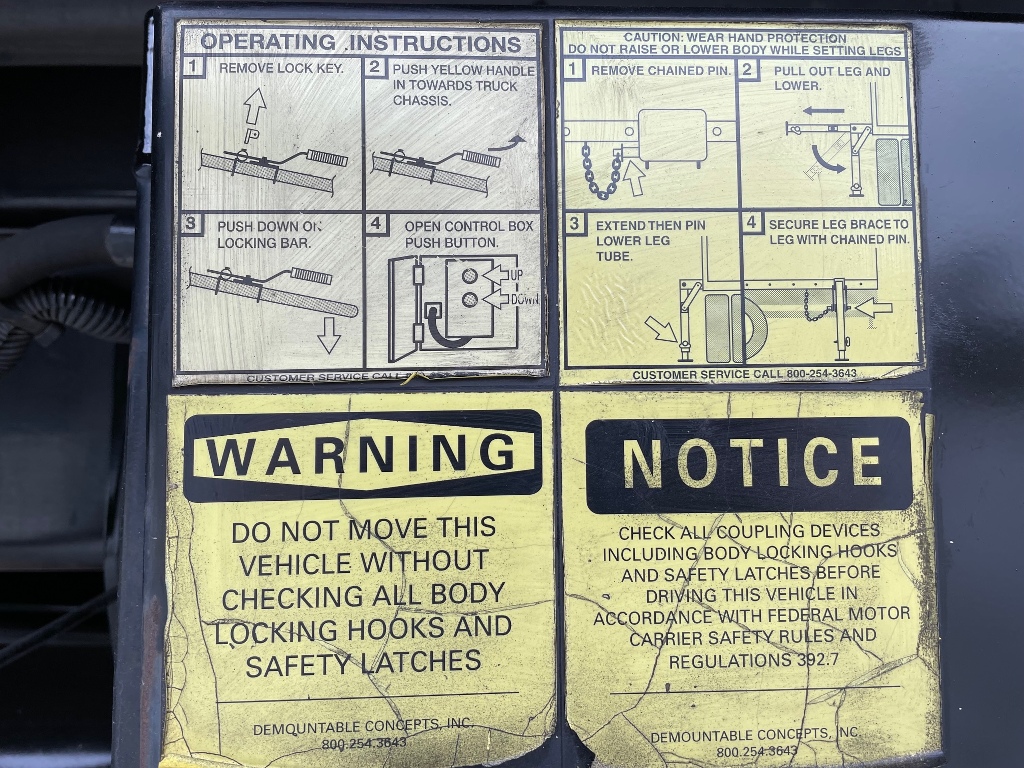 OPERATING INSTRUCTIONS
1 REMOVE LOCK KEY.
2 PUSH YELLOW HANDLE
IN TOWARDS TRUCK
CHASSIS.
3 PUSH DOWN ON
LOCKING BAR.
4 OPEN CONTROL BOX
PUSH BUTTON.
UP
DOWN
CUSTOMER SERVICE CALL
CAUTION: WEAR HAND PROTECTION
DO NOT RAISE OR LOWER BODY WHILE SETTING LEGS
1 REMOVE CHAINED PIN.
2 PULL OUT LEG AND
LOWER.
3 EXTEND THEN PIN
LOWER LEG
TUBE.
4 SECURE LEG BRACE TO
LEG WITH CHAINED PIN.
CUSTOMER SERVICE CALL 800-254-3643
WARNING
DO NOT MOVE THIS
VEHICLE WITHOUT
CHECKING ALL BODY
LOCKING HOOKS AND
SAFETY LATCHES
DEMOUNTABLE CONCEPTS, INC.
800.254.3643
NOTICE
CHECK ALL COUPLING DEVICES
INCLUDING BODY LOCKING HOOKS
AND SAFETY LATCHES BEFORE
DRIVING THIS VEHICLE IN
ACCORDANCE WITH FEDERAL MOTOR
CARRIER SAFETY RULES AND
REGULATIONS 392.7
DEMOUNTABLE CONCEPTS, INC.
800.254.3643